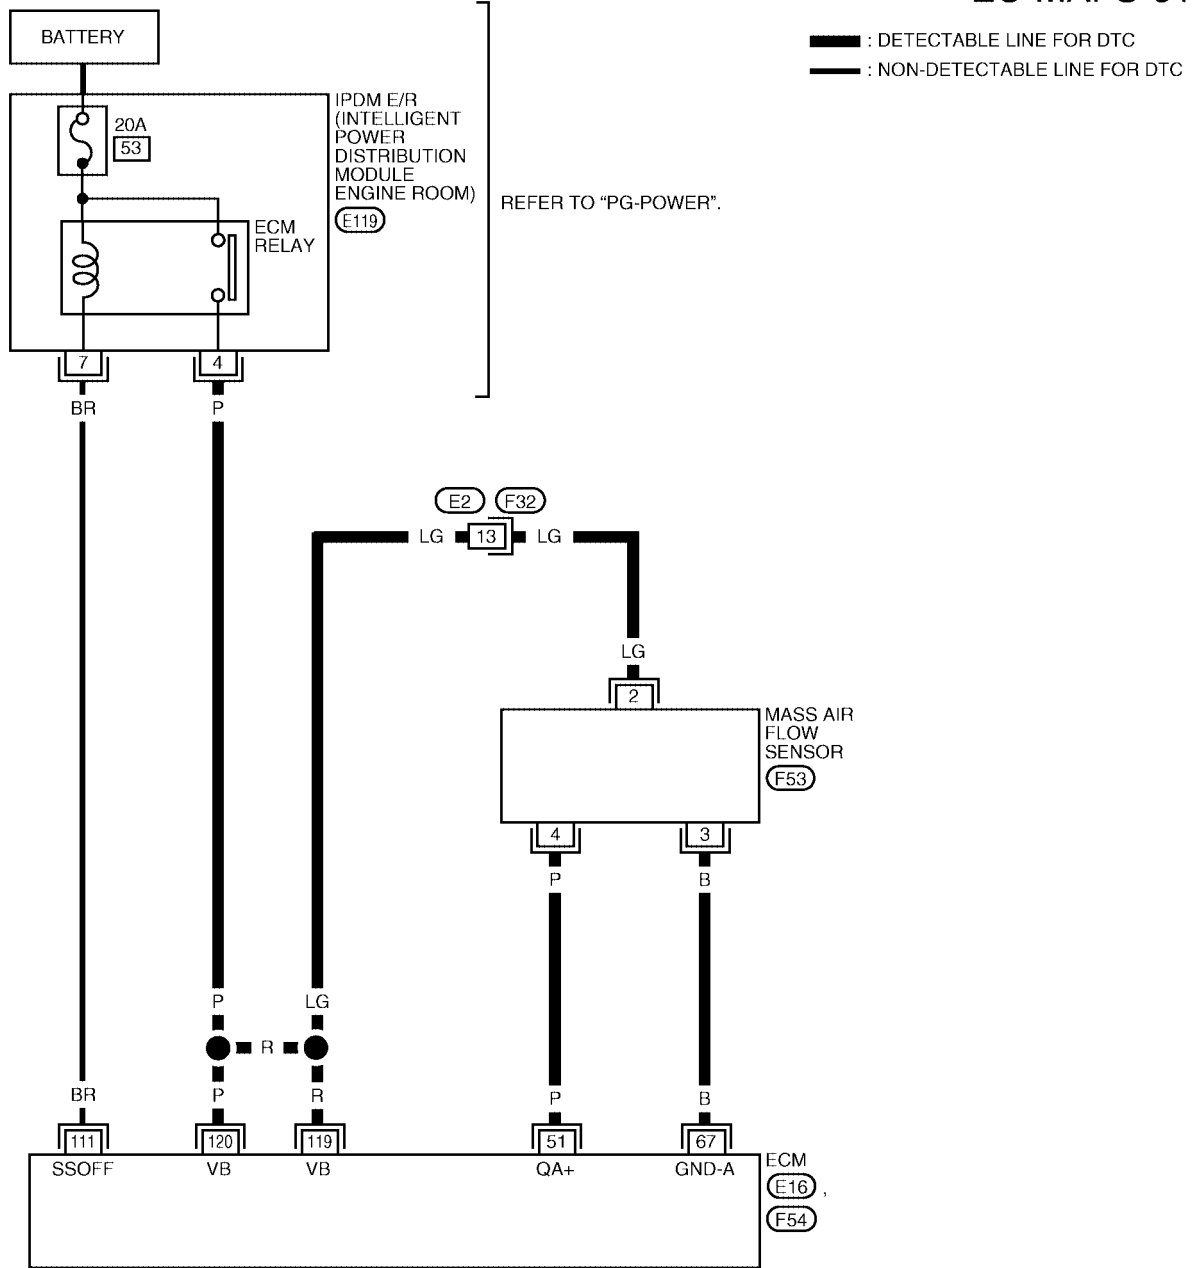 BATTERY
: DETECTABLE LINE FOR DTC
: NON-DETECTABLE LINE FOR DTC
IPDM E/R
(INTELLIGENT
POWER
DISTRIBUTION
MODULE
ENGINE ROOM)
E119
20A
53
REFER TO “PG-POWER”.
ECM
RELAY
7
4
BR
P
E2
F32
LG
13
LG
LG
2
MASS AIR
FLOW
SENSOR
F53
4
3
P
B
P
LG
R
BR
P
R
P
B
111
120
119
51
67
SSOFF
VB
VB
QA+
GND-A
ECM
E16 ,
F54